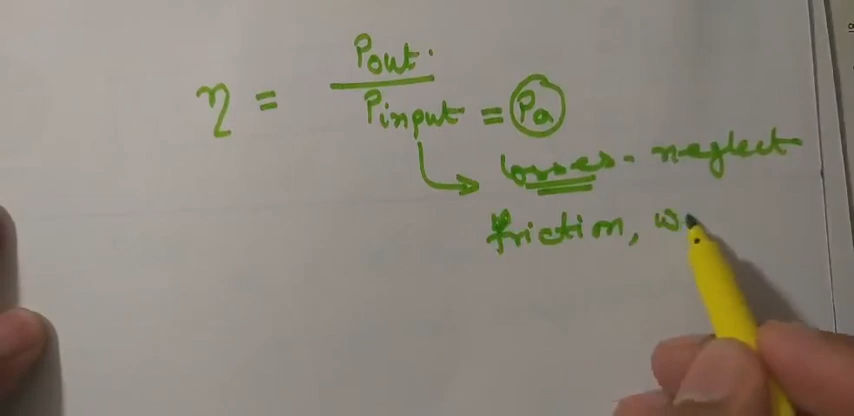 η = Pout.
Pinput = Pa
losses - neglect
friction, w